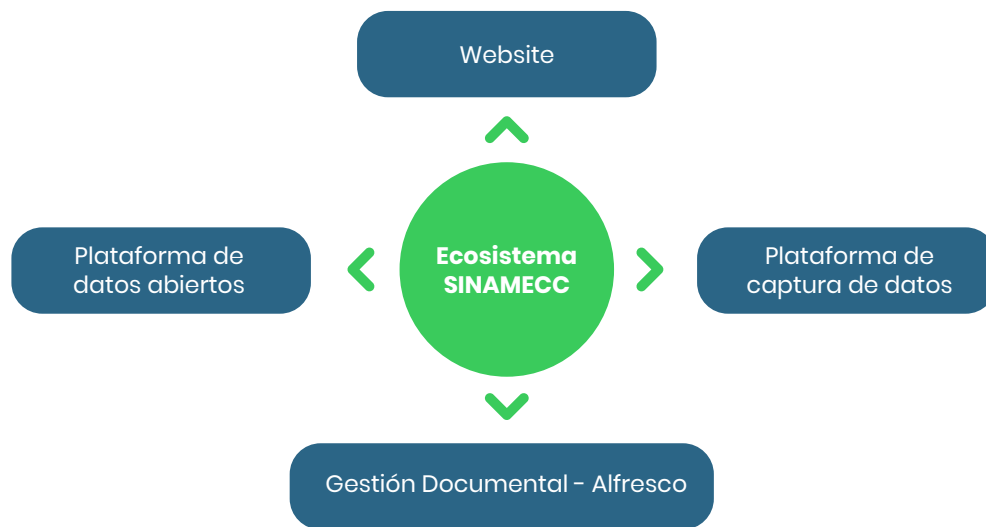 Website
Plataforma de
datos abiertos
Ecosistema
SINAMECC
Plataforma de
captura de datos
Gestión Documental - Alfresco